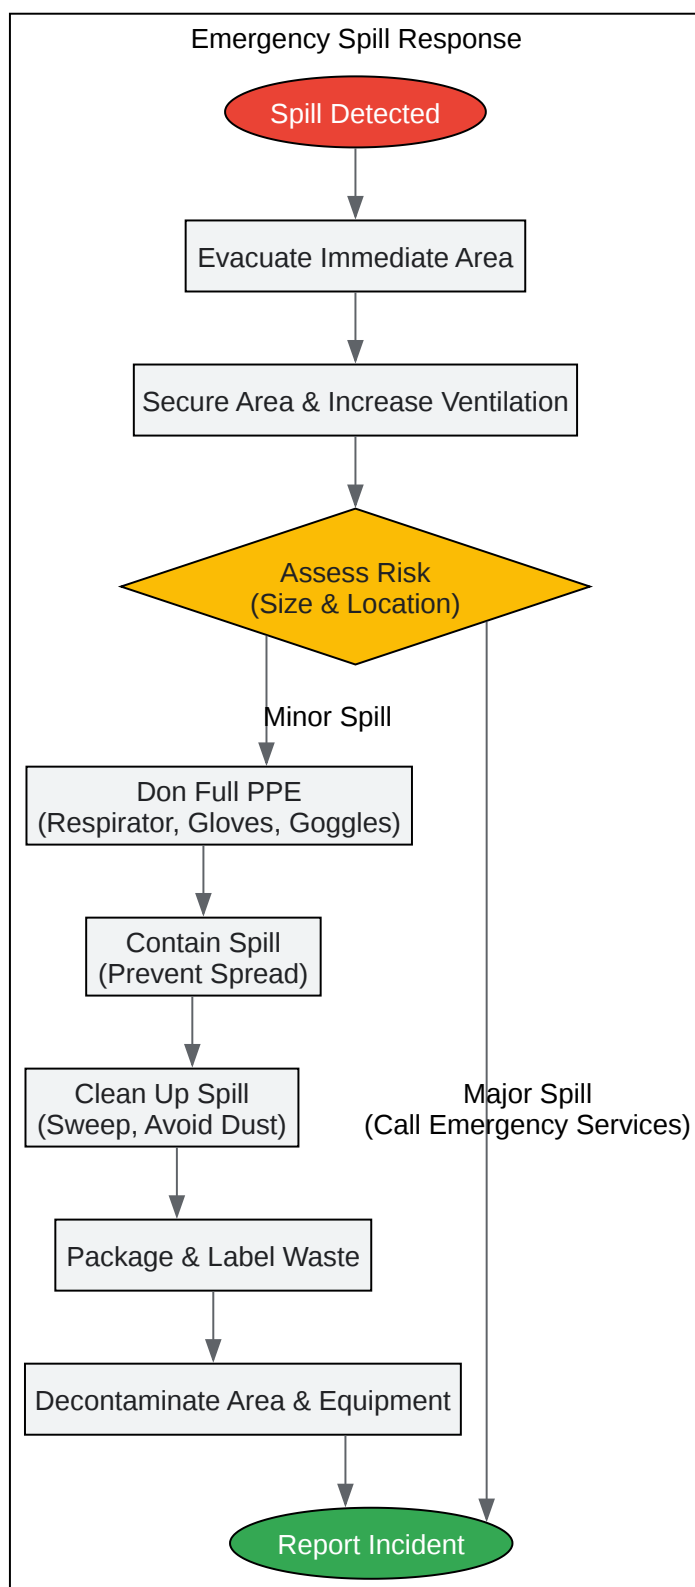 Emergency Spill Response
Spill Detected
Evacuate Immediate Area
Secure Area & Increase Ventilation
Assess Risk
(Size & Location)
Minor Spill
Don Full PPE
(Respirator, Gloves, Goggles)
Contain Spill
(Prevent Spread)
Clean Up Spill
(Sweep, Avoid Dust)
Major Spill
(Call Emergency Services)
Package & Label Waste
Decontaminate Area & Equipment
Report Incident